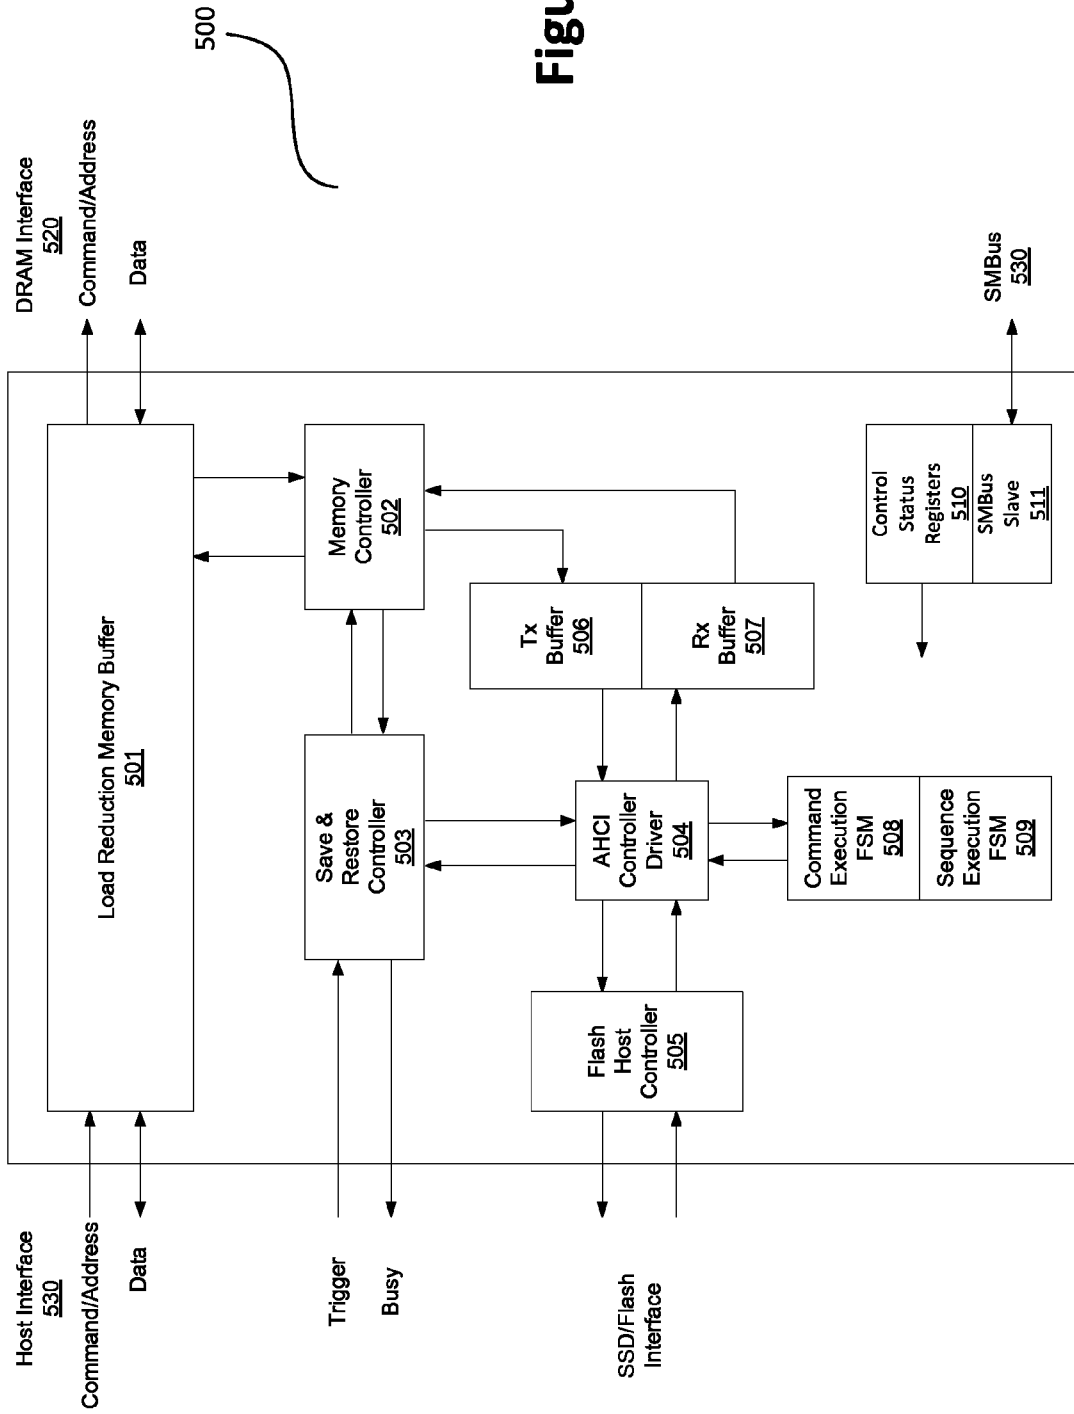 Host Interface
530
Command/Address
Data
Trigger
Busy
SSD/Flash
Interface
Load Reduction Memory Buffer
501
Save &
Restore
Controller
503
Memory
Controller
502
Flash
Host
Controller
505
AHCI
Controller
Driver
504
Tx
Buffer
506
Rx
Buffer
507
Command
Execution
FSM
508
Sequence
Execution
FSM
509
Control
Status
Registers
510
SMBus
Slave
511
DRAM Interface
520
Command/Address
Data
SMBus
530
500
Figu